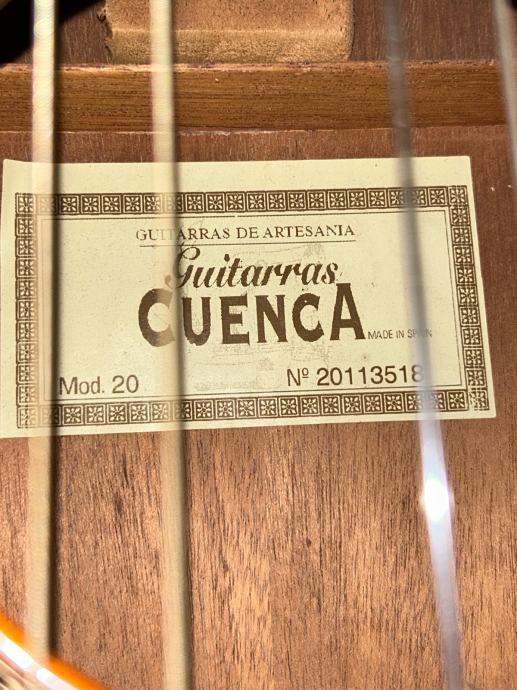 GUITARRAS DE ARTESANIA
Guitarras
CUENCA
MADE IN SPAIN
Mod. 20
Nº 20113518